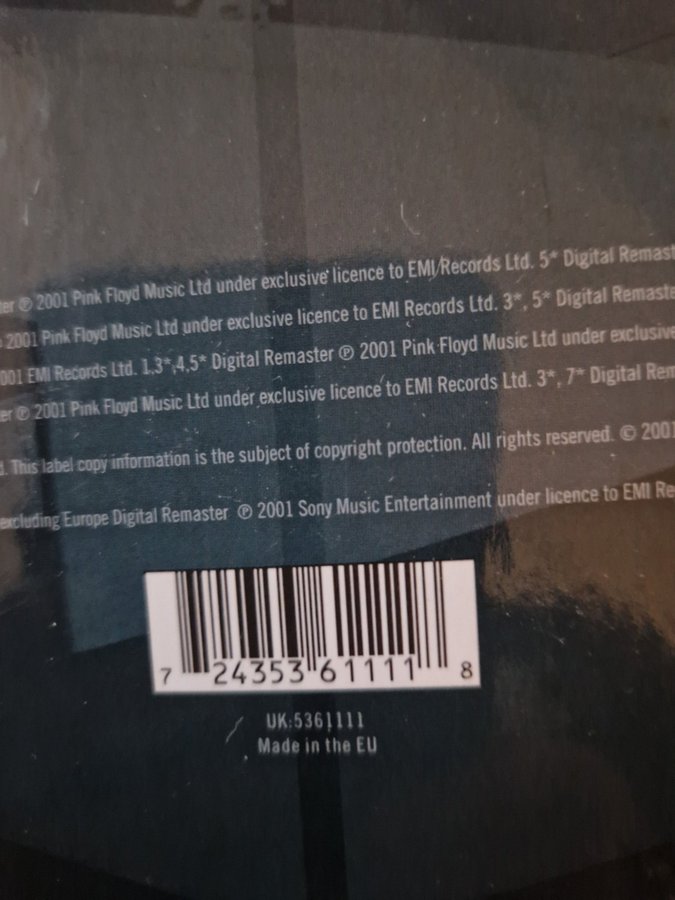 ter ℗ 2001 Pink Floyd Music Ltd under exclusive licence to EMI Records Ltd. 5* Digital Remast
2001 Pink Floyd Music Ltd under exclusive licence to EMI Records Ltd. 3*, 5* Digital Remaste
001 EMI Records Ltd. 1,3*,4,5* Digital Remaster ℗ 2001 Pink Floyd Music Ltd under exclusive
er ℗ 2001 Pink Floyd Music Ltd under exclusive licence to EMI Records Ltd. 3*, 7* Digital Rem
d. This label copy information is the subject of copyright protection. All rights reserved. © 2001
excluding Europe Digital Remaster ℗ 2001 Sony Music Entertainment under licence to EMI Re
7 24353 61111 8
UK:5361111
Made in the EU